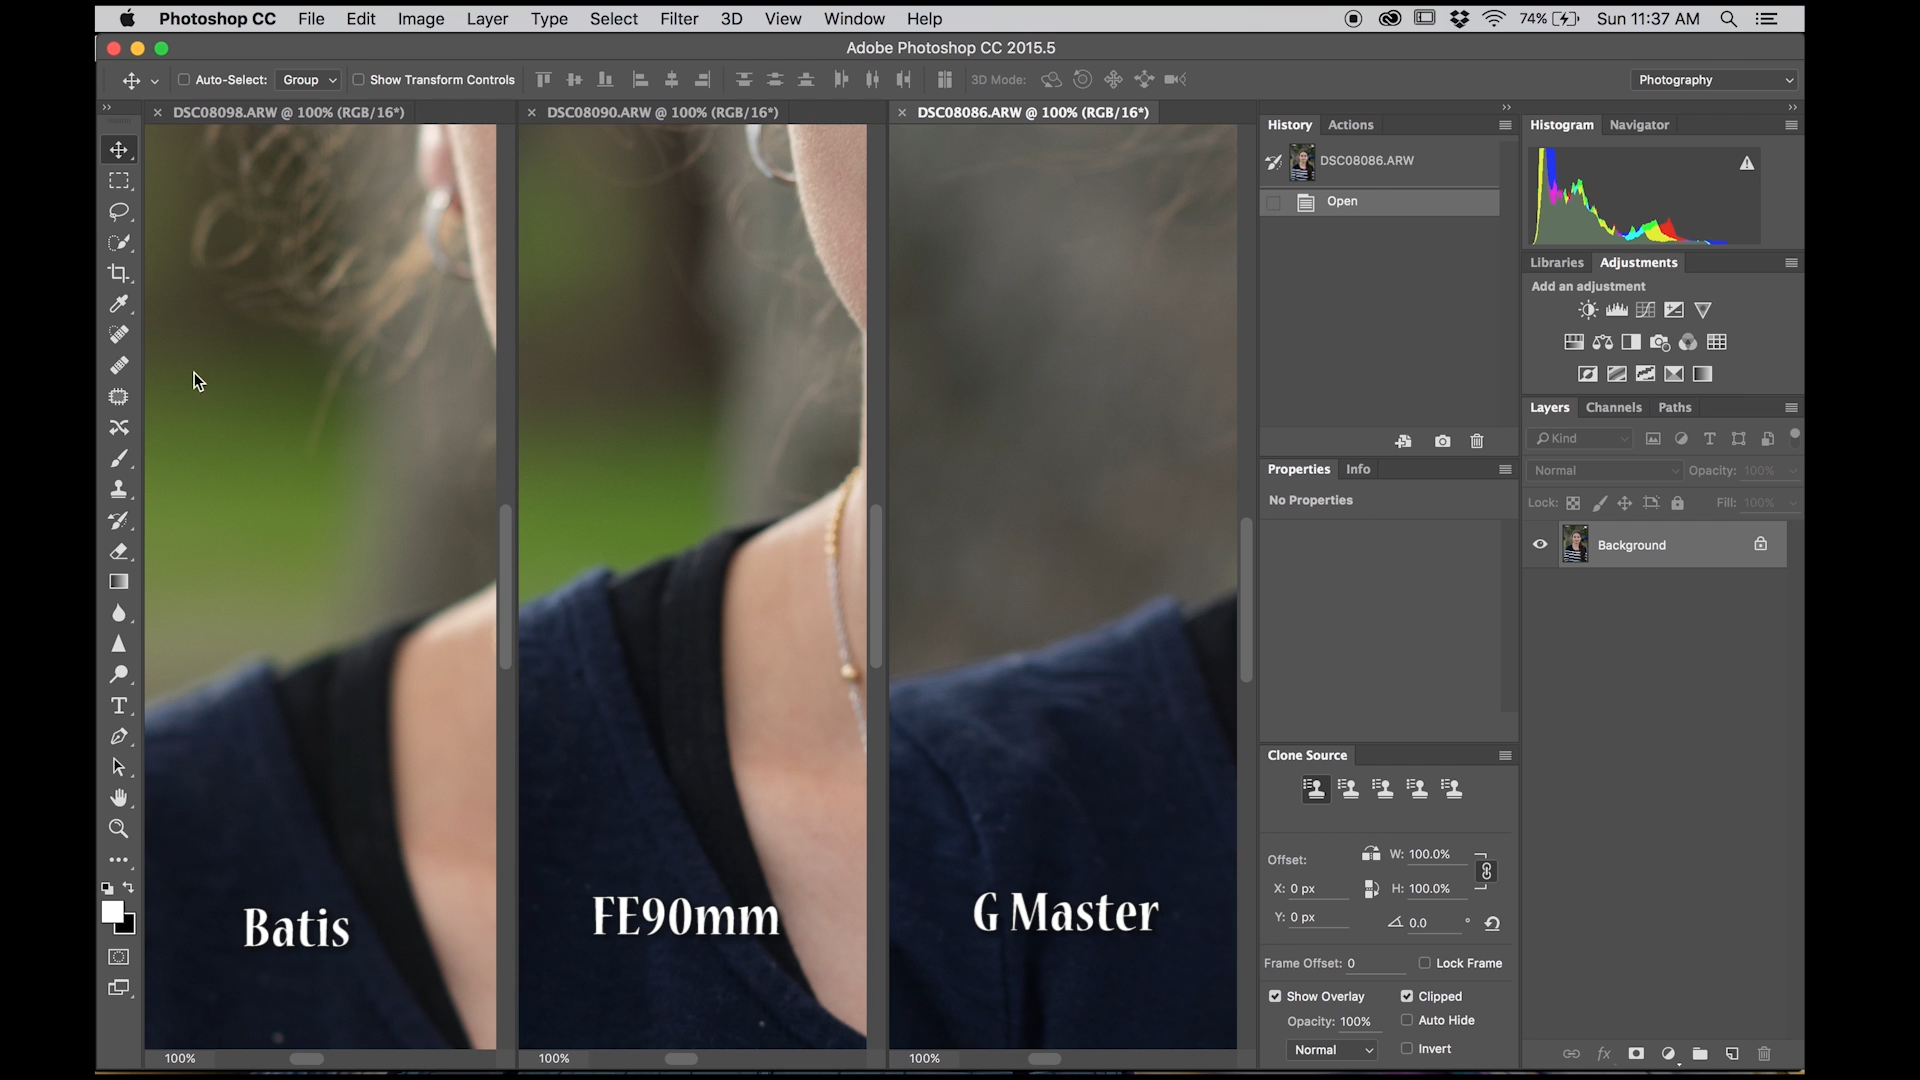 Photoshop CC File Edit Image Layer Type Select Filter 3D View Window Help 74% Sun 11:37 AM
Adobe Photoshop CC 2015.5
Auto-Select: Group Show Transform Controls 3D Mode: Photography
DSC08098.ARW @ 100% (RGB/16*) DSC08090.ARW @ 100% (RGB/16*) DSC08086.ARW @ 100% (RGB/16*)
History Actions
DSC08086.ARW
Open
Histogram Navigator
Libraries Adjustments
Add an adjustment
Layers Channels Paths
Kind
Normal Opacity: 100%
Lock: Fill: 100%
Background
Properties Info
No Properties
Clone Source
Offset: W: 100.0%
X: 0 px H: 100.0%
Y: 0 px 0.0 °
Frame Offset: 0 Lock Frame
Show Overlay Clipped
Opacity: 100% Auto Hide
Normal Invert
Batis
FE90mm
G Master
T
100% 100% 100%
fx